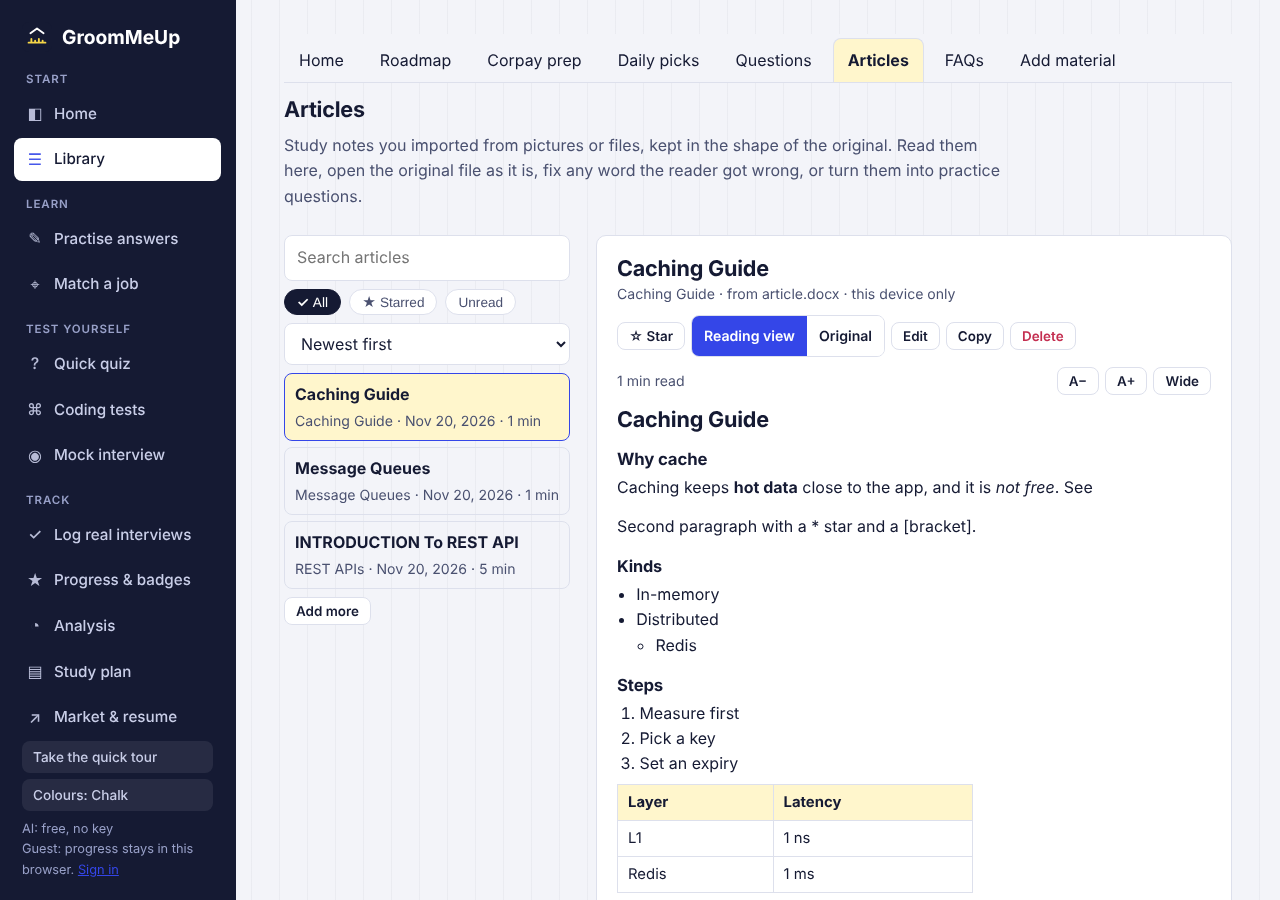 GroomMeUp
START
Home
Library
LEARN
Practise answers
Match a job
TEST YOURSELF
Quick quiz
Coding tests
Mock interview
TRACK
Log real interviews
Progress & badges
Analysis
Study plan
Market & resume
Take the quick tour
Colours: Chalk
AI: free, no key
Guest: progress stays in this
browser. Sign in
Home Roadmap Corpay prep Daily picks Questions Articles FAQs Add material
Articles
Study notes you imported from pictures or files, kept in the shape of the original. Read them
here, open the original file as it is, fix any word the reader got wrong, or turn them into practice
questions.
Search articles
✓ All ★ Starred Unread
Newest first
Caching Guide
Caching Guide · Nov 20, 2026 · 1 min
Message Queues
Message Queues · Nov 20, 2026 · 1 min
INTRODUCTION To REST API
REST APIs · Nov 20, 2026 · 5 min
Add more
Caching Guide
Caching Guide · from article.docx · this device only
☆ Star Reading view Original Edit Copy Delete
1 min read A− A+ Wide
Caching Guide
Why cache
Caching keeps hot data close to the app, and it is not free. See
Second paragraph with a * star and a [bracket].
Kinds
• In-memory
• Distributed
◦ Redis
Steps
1. Measure first
2. Pick a key
3. Set an expiry
Layer Latency
L1 1 ns
Redis 1 ms